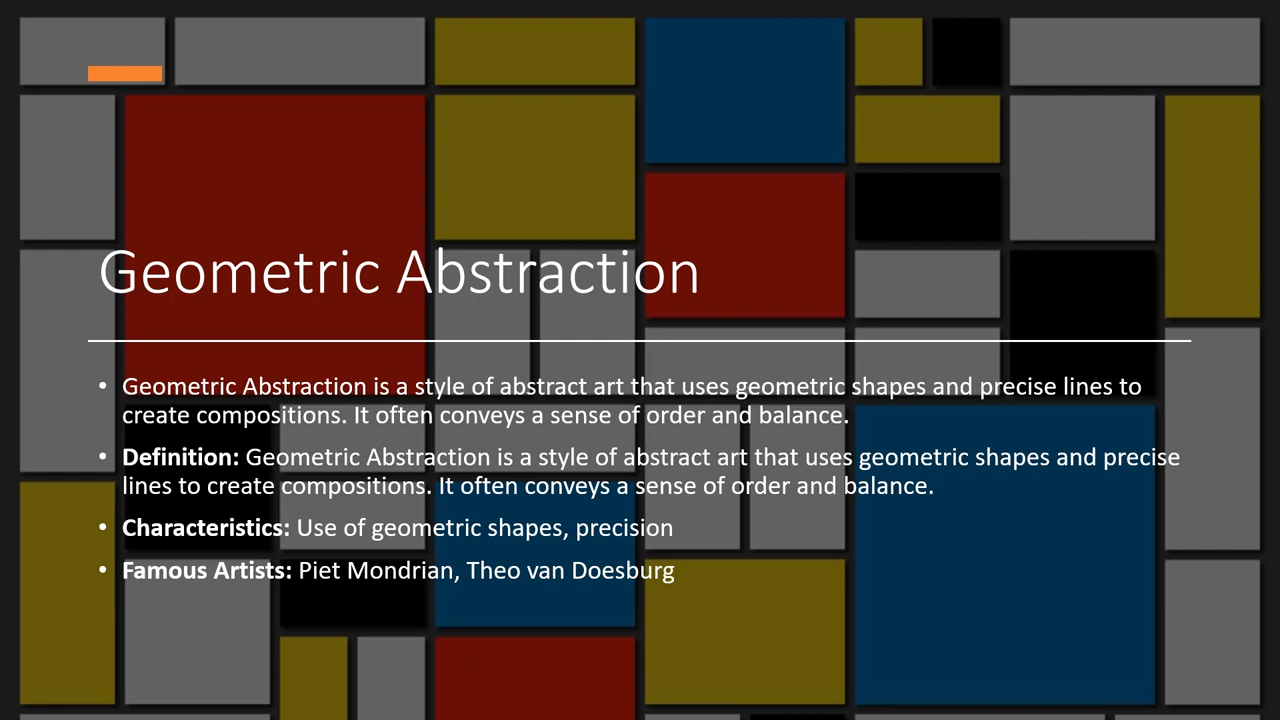 Geometric Abstraction
• Geometric Abstraction is a style of abstract art that uses geometric shapes and precise lines to
create compositions. It often conveys a sense of order and balance.
• Definition: Geometric Abstraction is a style of abstract art that uses geometric shapes and precise
lines to create compositions. It often conveys a sense of order and balance.
• Characteristics: Use of geometric shapes, precision
• Famous Artists: Piet Mondrian, Theo van Doesburg